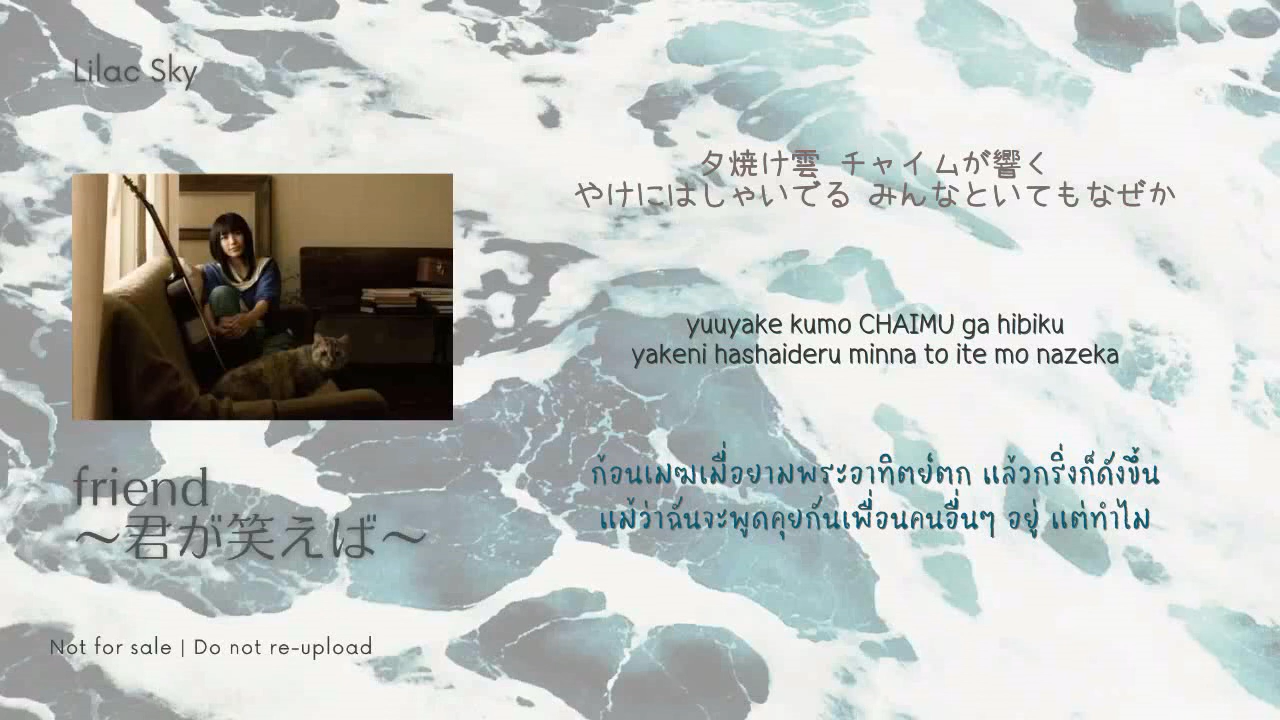 Lilac Sky
夕焼け雲 チャイムが響く
やけにはしゃいでる みんなといてもなぜか
yuuyake kumo CHAIMU ga hibiku
yakeni hashaideru minna to ite mo nazeka
ก้อนเมฆเมื่อยามพระอาทิตย์ตก แล้วกริ่งก็ดังขึ้น
แม้ว่าฉันจะพูดคุยกันเพื่อนคนอื่นๆ อยู่ แต่ทำไม
friend
～君が笑えば～
Not for sale | Do not re-upload